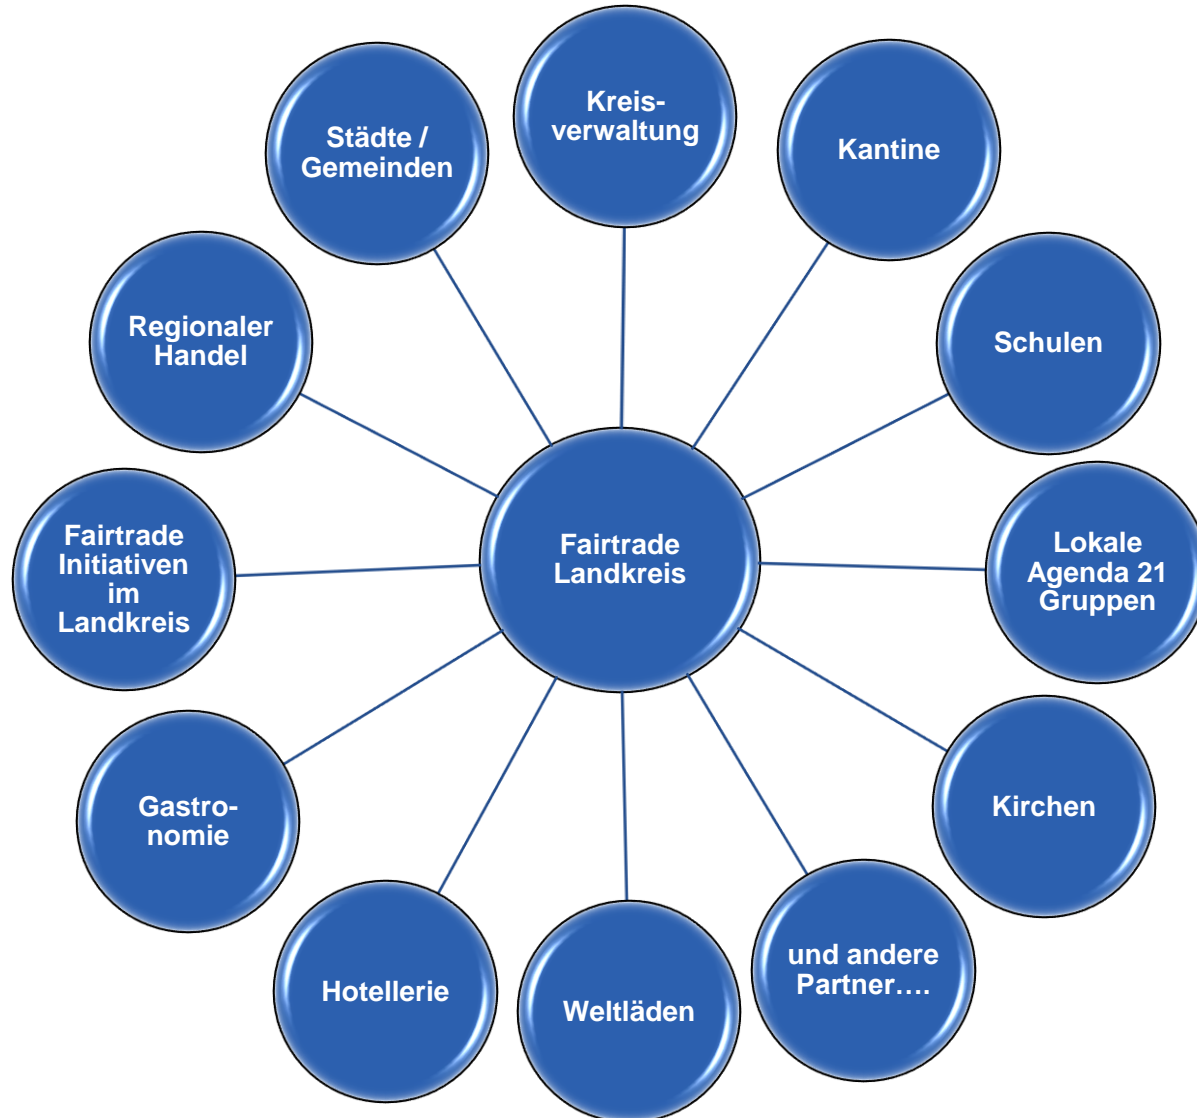 Kreis-
verwaltung
Städte /
Gemeinden
Kantine
Regionaler
Handel
Schulen
Fairtrade
Initiativen
im
Landkreis
Fairtrade
Landkreis
Lokale
Agenda 21
Gruppen
Gastro-
nomie
Kirchen
Hotellerie
Weltläden
und andere
Partner….